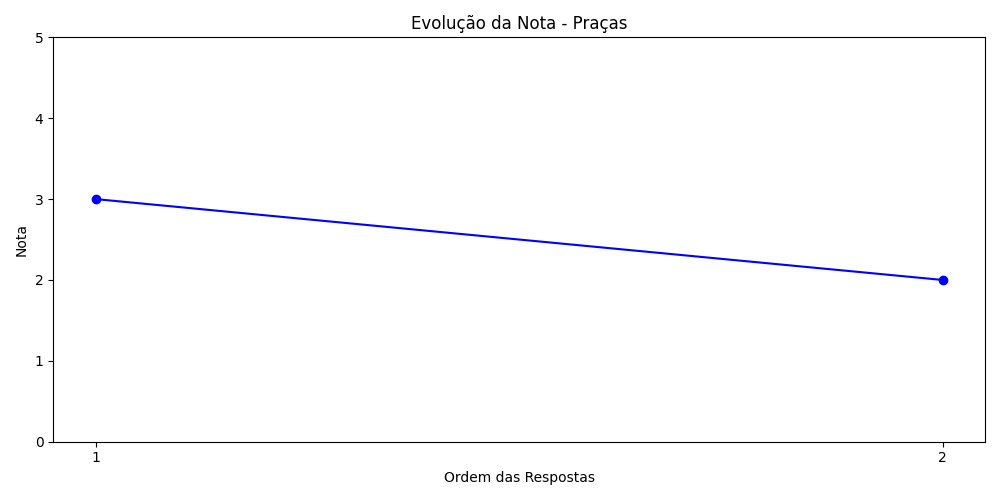 Evolução da Nota - Praças
5
4
3
2
1
0
Nota
1
2
Ordem das Respostas